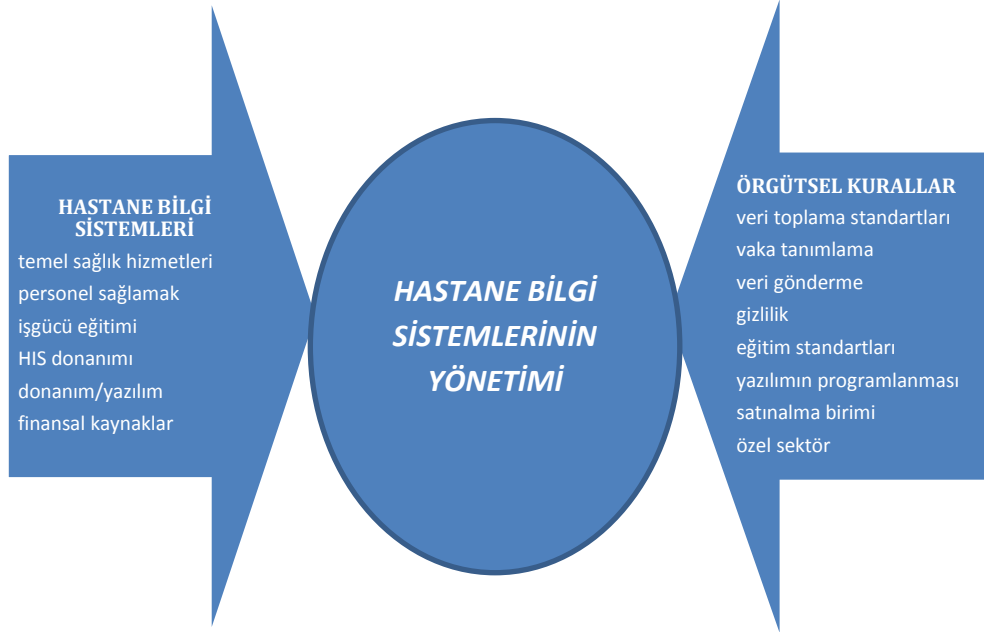 HASTANE BİLGİ
SİSTEMLERİ
temel sağlık hizmetleri
personel sağlamak
işgücü eğitimi
HIS donanımı
donanım/yazılım
finansal kaynaklar
HASTANE BİLGİ
SİSTEMLERİNİN
YÖNETİMİ
ÖRGÜTSEL KURALLAR
veri toplama standartları
vaka tanımlama
veri gönderme
gizlilik
eğitim standartları
yazılımın programlanması
satınalma birimi
özel sektör